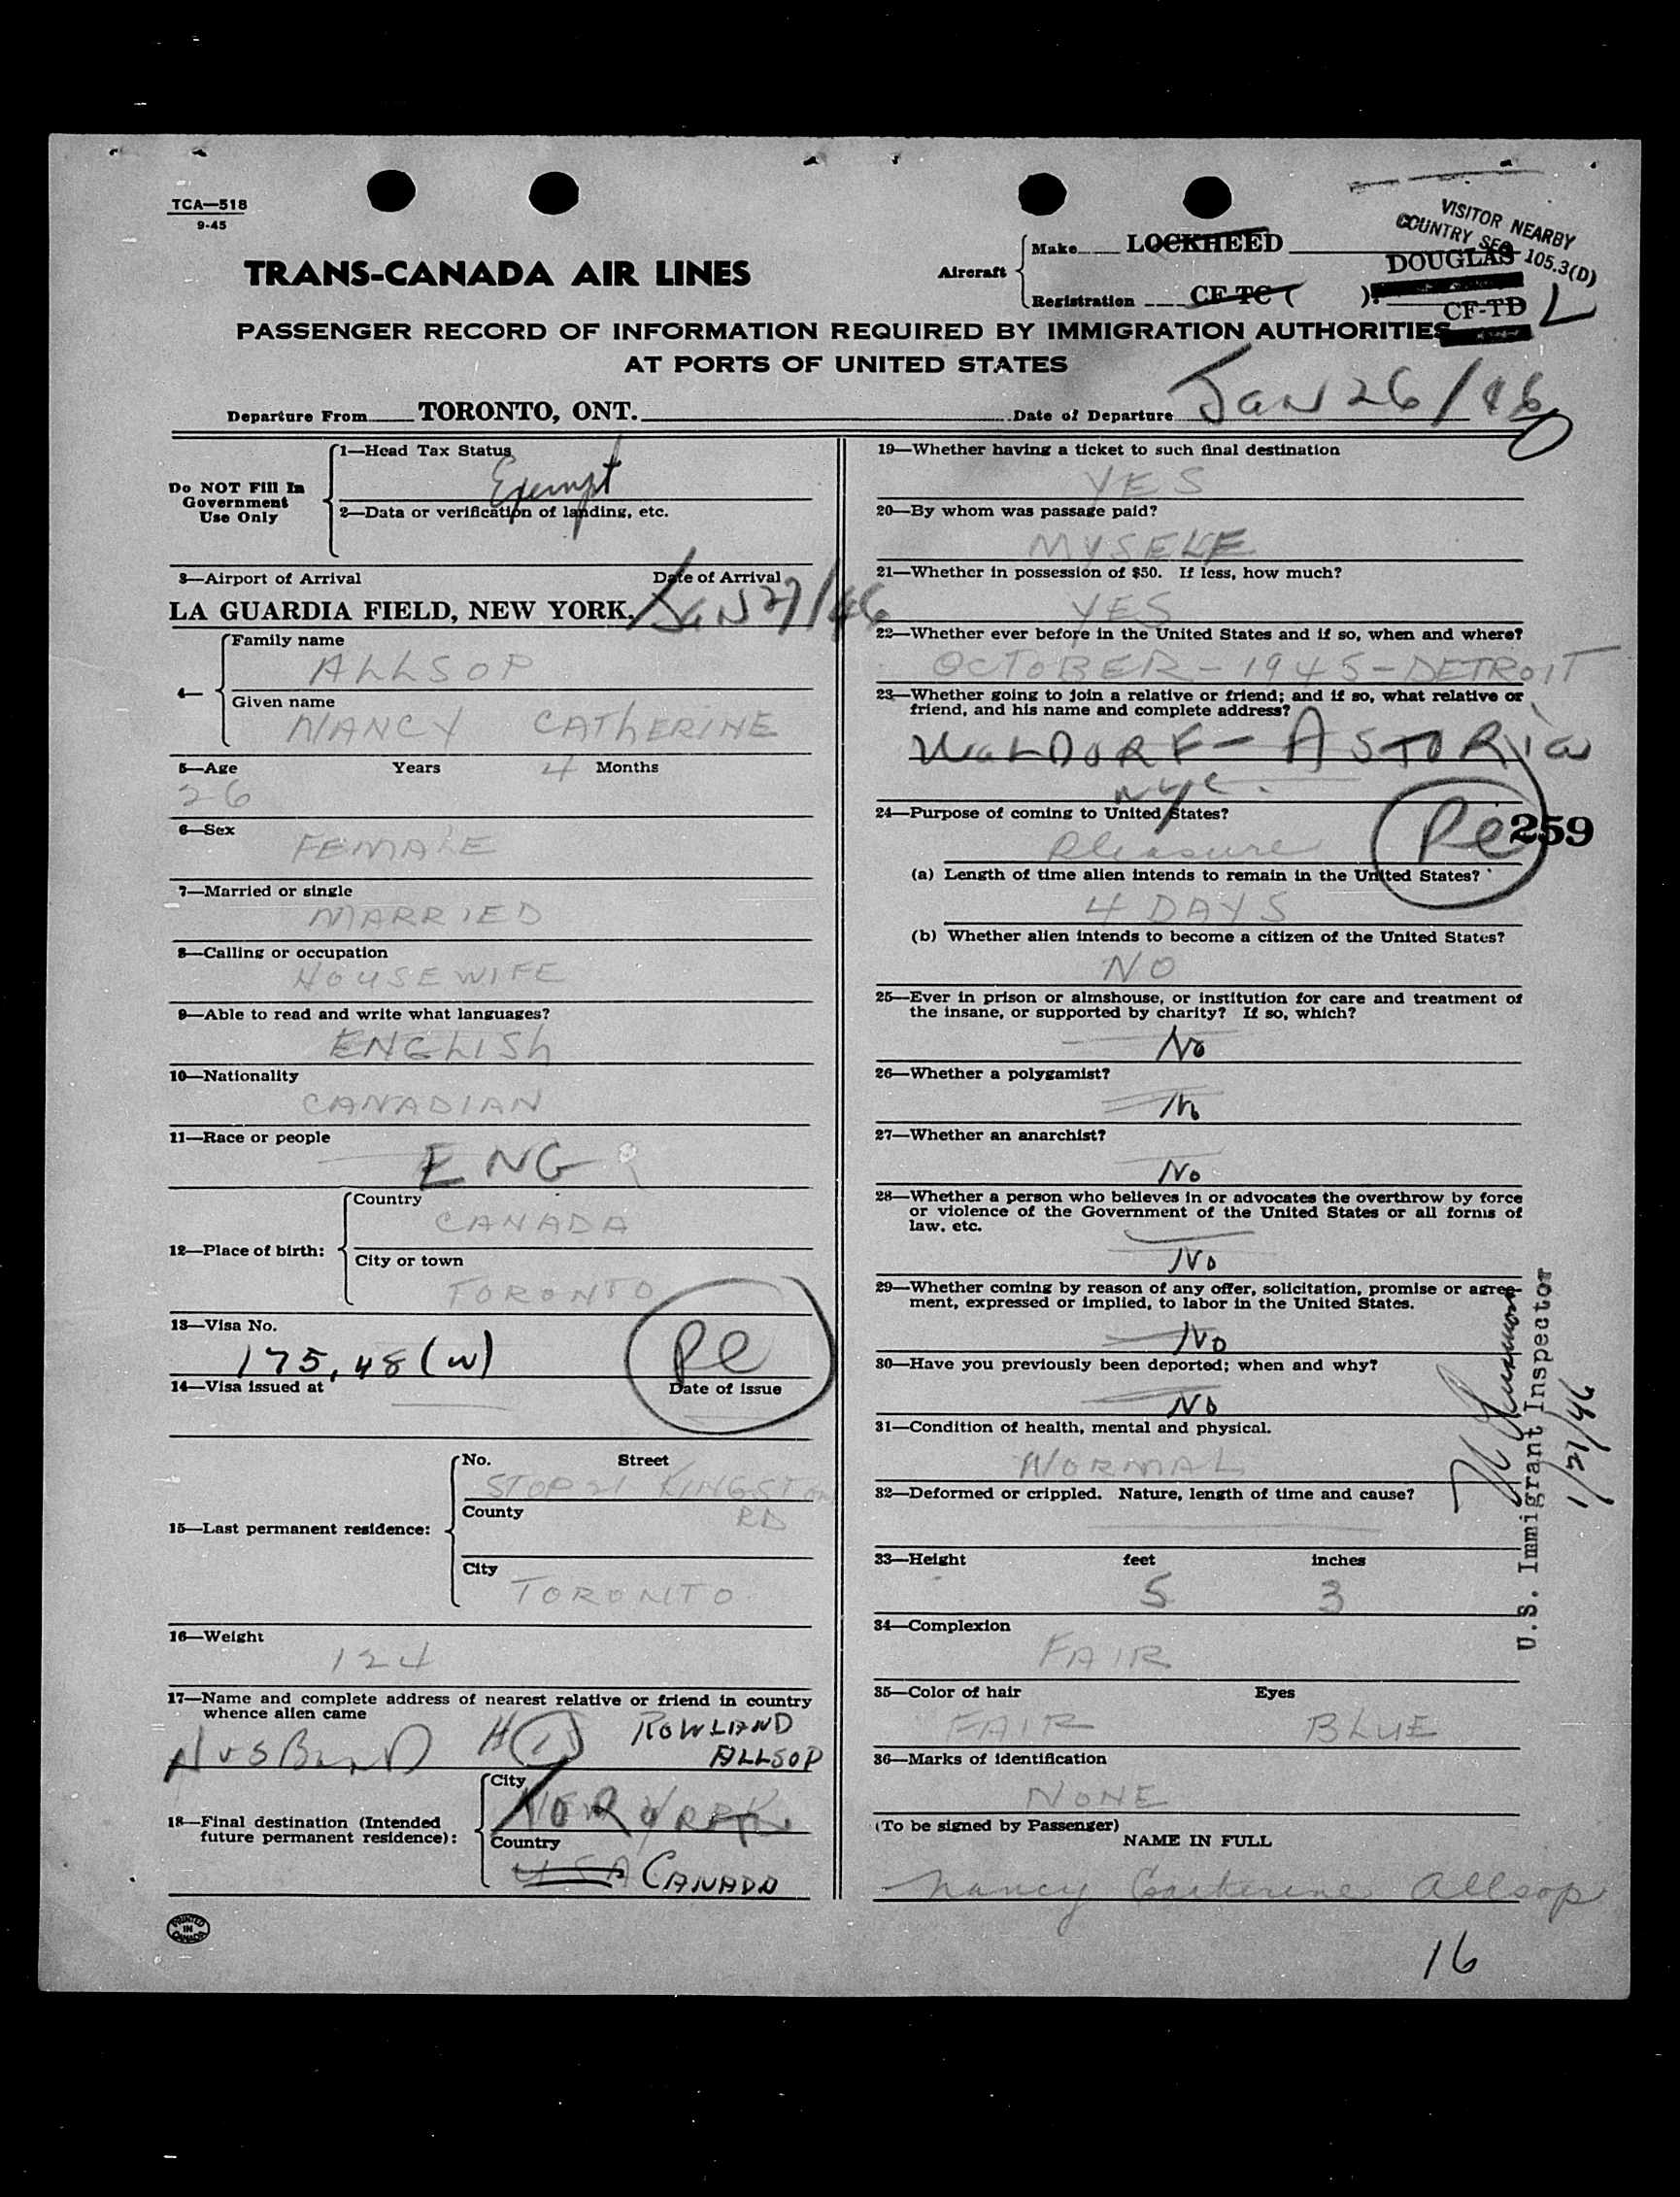 TCA—518
9-45
VISITOR NEARBY
COUNTRY SEC. 105.3(D)
TRANS-CANADA AIR LINES
Aircraft
Make LOCKHEED
DOUGLAS
Registration CF-TC ( ).
CF-TD L
PASSENGER RECORD OF INFORMATION REQUIRED BY IMMIGRATION AUTHORITIES
AT PORTS OF UNITED STATES
Departure From TORONTO, ONT. Date of Departure Jan 26/46
Do NOT Fill In
Government
Use Only
1—Head Tax Status
Exempt
2—Data or verification of landing, etc.
3—Airport of Arrival Date of Arrival
LA GUARDIA FIELD, NEW YORK. Jan 27/46
4—
Family name
ALLSOP
Given name
NANCY CATHERINE
5—Age Years 4 Months
26
6—Sex
FEMALE
7—Married or single
MARRIED
8—Calling or occupation
HOUSEWIFE
9—Able to read and write what languages?
ENGLISH
10—Nationality
CANADIAN
11—Race or people
ENG
12—Place of birth:
Country
CANADA
City or town
TORONTO
13—Visa No.
175,48 (W)
Pe
14—Visa issued at Date of issue
15—Last permanent residence:
No. Street
STOP 21 KINGSTON
County RD
City
TORONTO
16—Weight
124
17—Name and complete address of nearest relative or friend in country
whence alien came
HUSBAND H ROWLAND
ALLSOP
18—Final destination (Intended
future permanent residence):
City
NEW YORK
Country
USA CANADA
PRINTED
IN
CANADA
19—Whether having a ticket to such final destination
YES
20—By whom was passage paid?
MYSELF
21—Whether in possession of $50. If less, how much?
YES
22—Whether ever before in the United States and if so, when and where?
OCTOBER - 1945 - DETROIT
23—Whether going to join a relative or friend; and if so, what relative or
friend, and his name and complete address?
WALDORF - ASTORIA
NYC.
24—Purpose of coming to United States?
Pleasure
Pe
259
(a) Length of time alien intends to remain in the United States?
4 DAYS
(b) Whether alien intends to become a citizen of the United States?
NO
25—Ever in prison or almshouse, or institution for care and treatment of
the insane, or supported by charity? If so, which?
No
26—Whether a polygamist?
No
27—Whether an anarchist?
No
28—Whether a person who believes in or advocates the overthrow by force
or violence of the Government of the United States or all forms of
law, etc.
No
29—Whether coming by reason of any offer, solicitation, promise or agree-
ment, expressed or implied, to labor in the United States.
No
30—Have you previously been deported; when and why?
No
31—Condition of health, mental and physical.
NORMAL
32—Deformed or crippled. Nature, length of time and cause?
33—Height feet inches
5 3
34—Complexion
FAIR
35—Color of hair Eyes
FAIR BLUE
36—Marks of identification
NONE
(To be signed by Passenger)
NAME IN FULL
Nancy Catherine Allsop
U.S. Immigrant Inspector
1/27/46
16